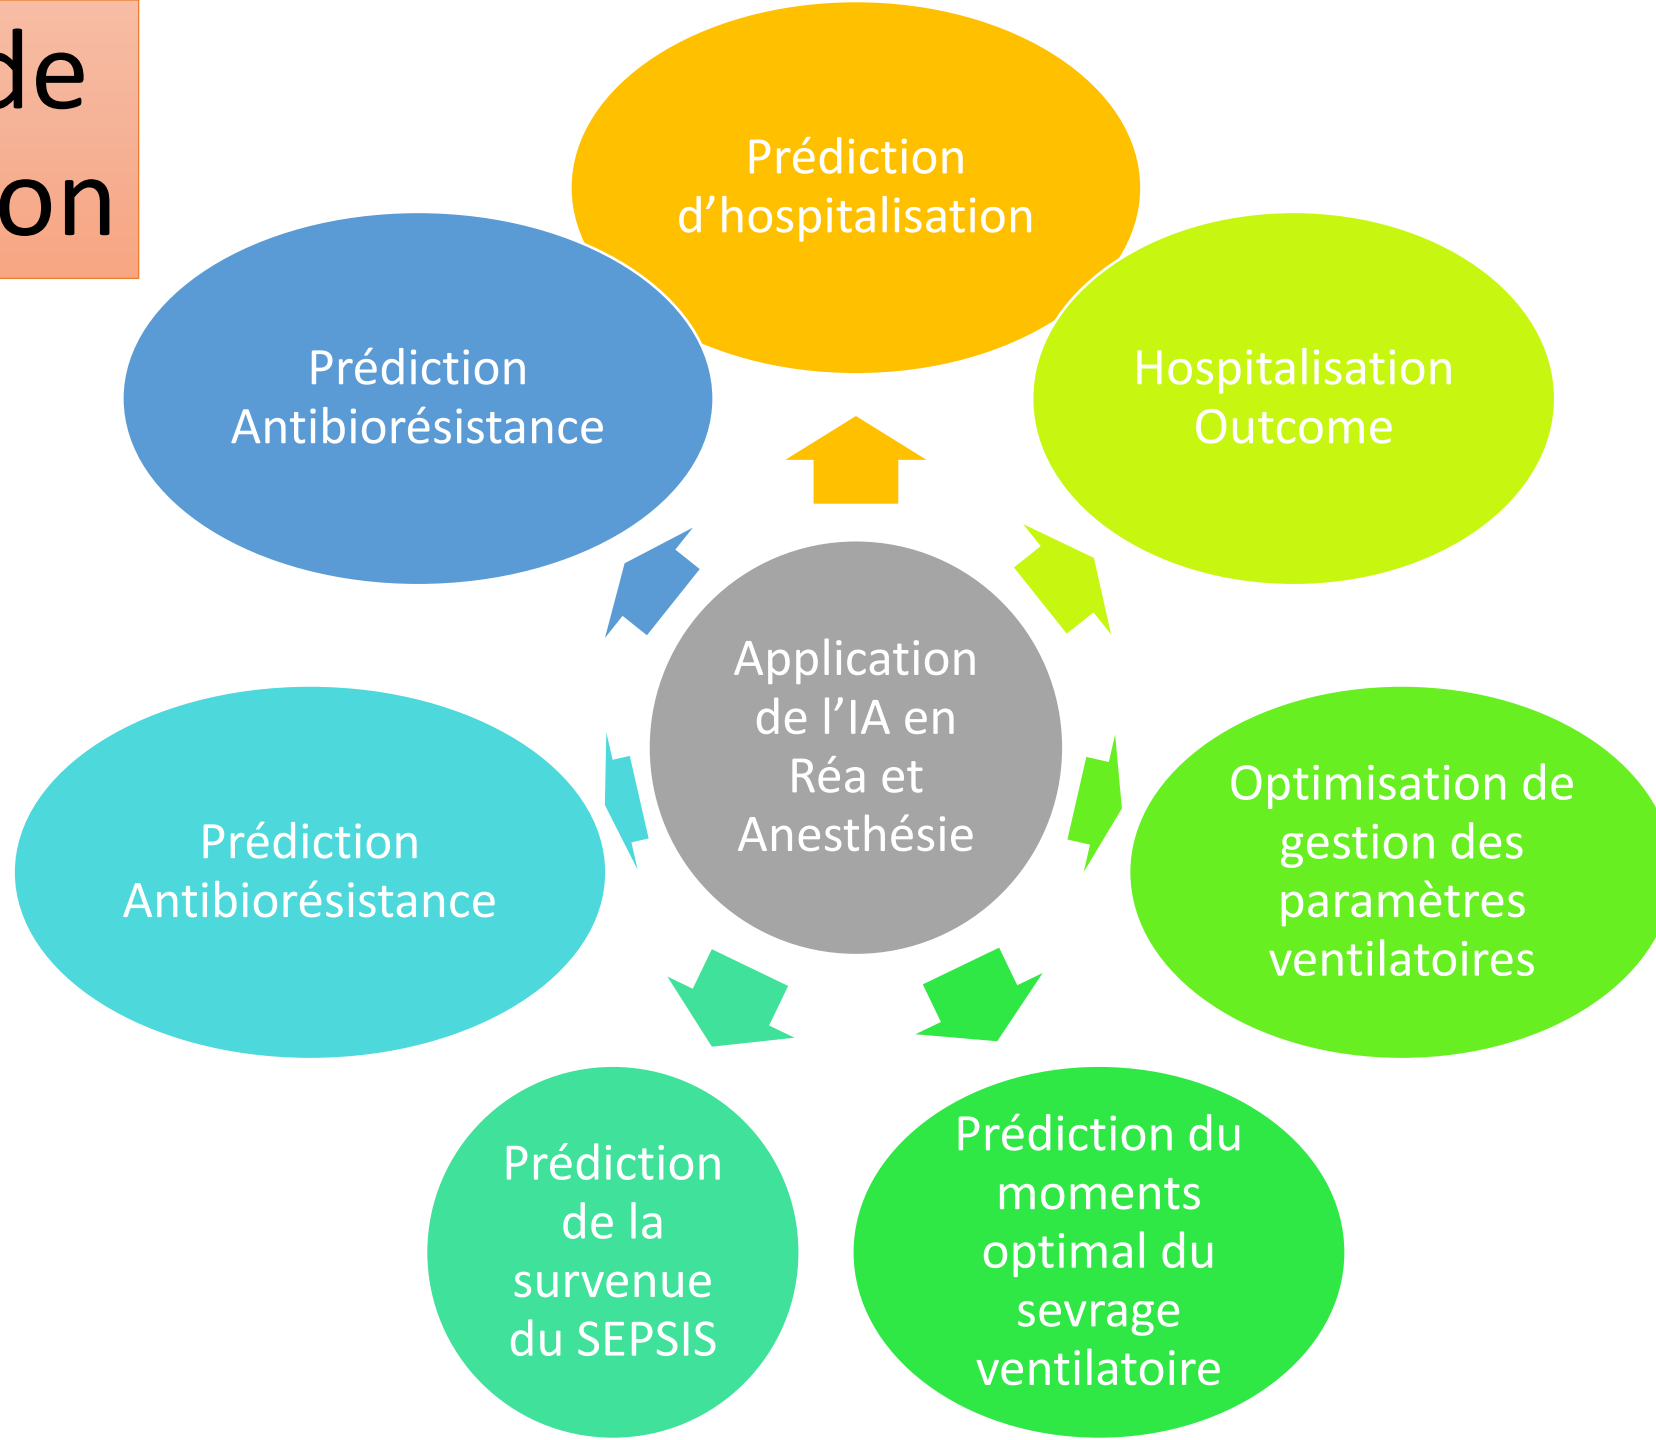 de
on
Prédiction
d’hospitalisation
Hospitalisation
Outcome
Optimisation de
gestion des
paramètres
ventilatoires
Prédiction du
moments
optimal du
sevrage
ventilatoire
Prédiction
de la
survenue
du SEPSIS
Prédiction
Antibiorésistance
Prédiction
Antibiorésistance
Application
de l’IA en
Réa et
Anesthésie